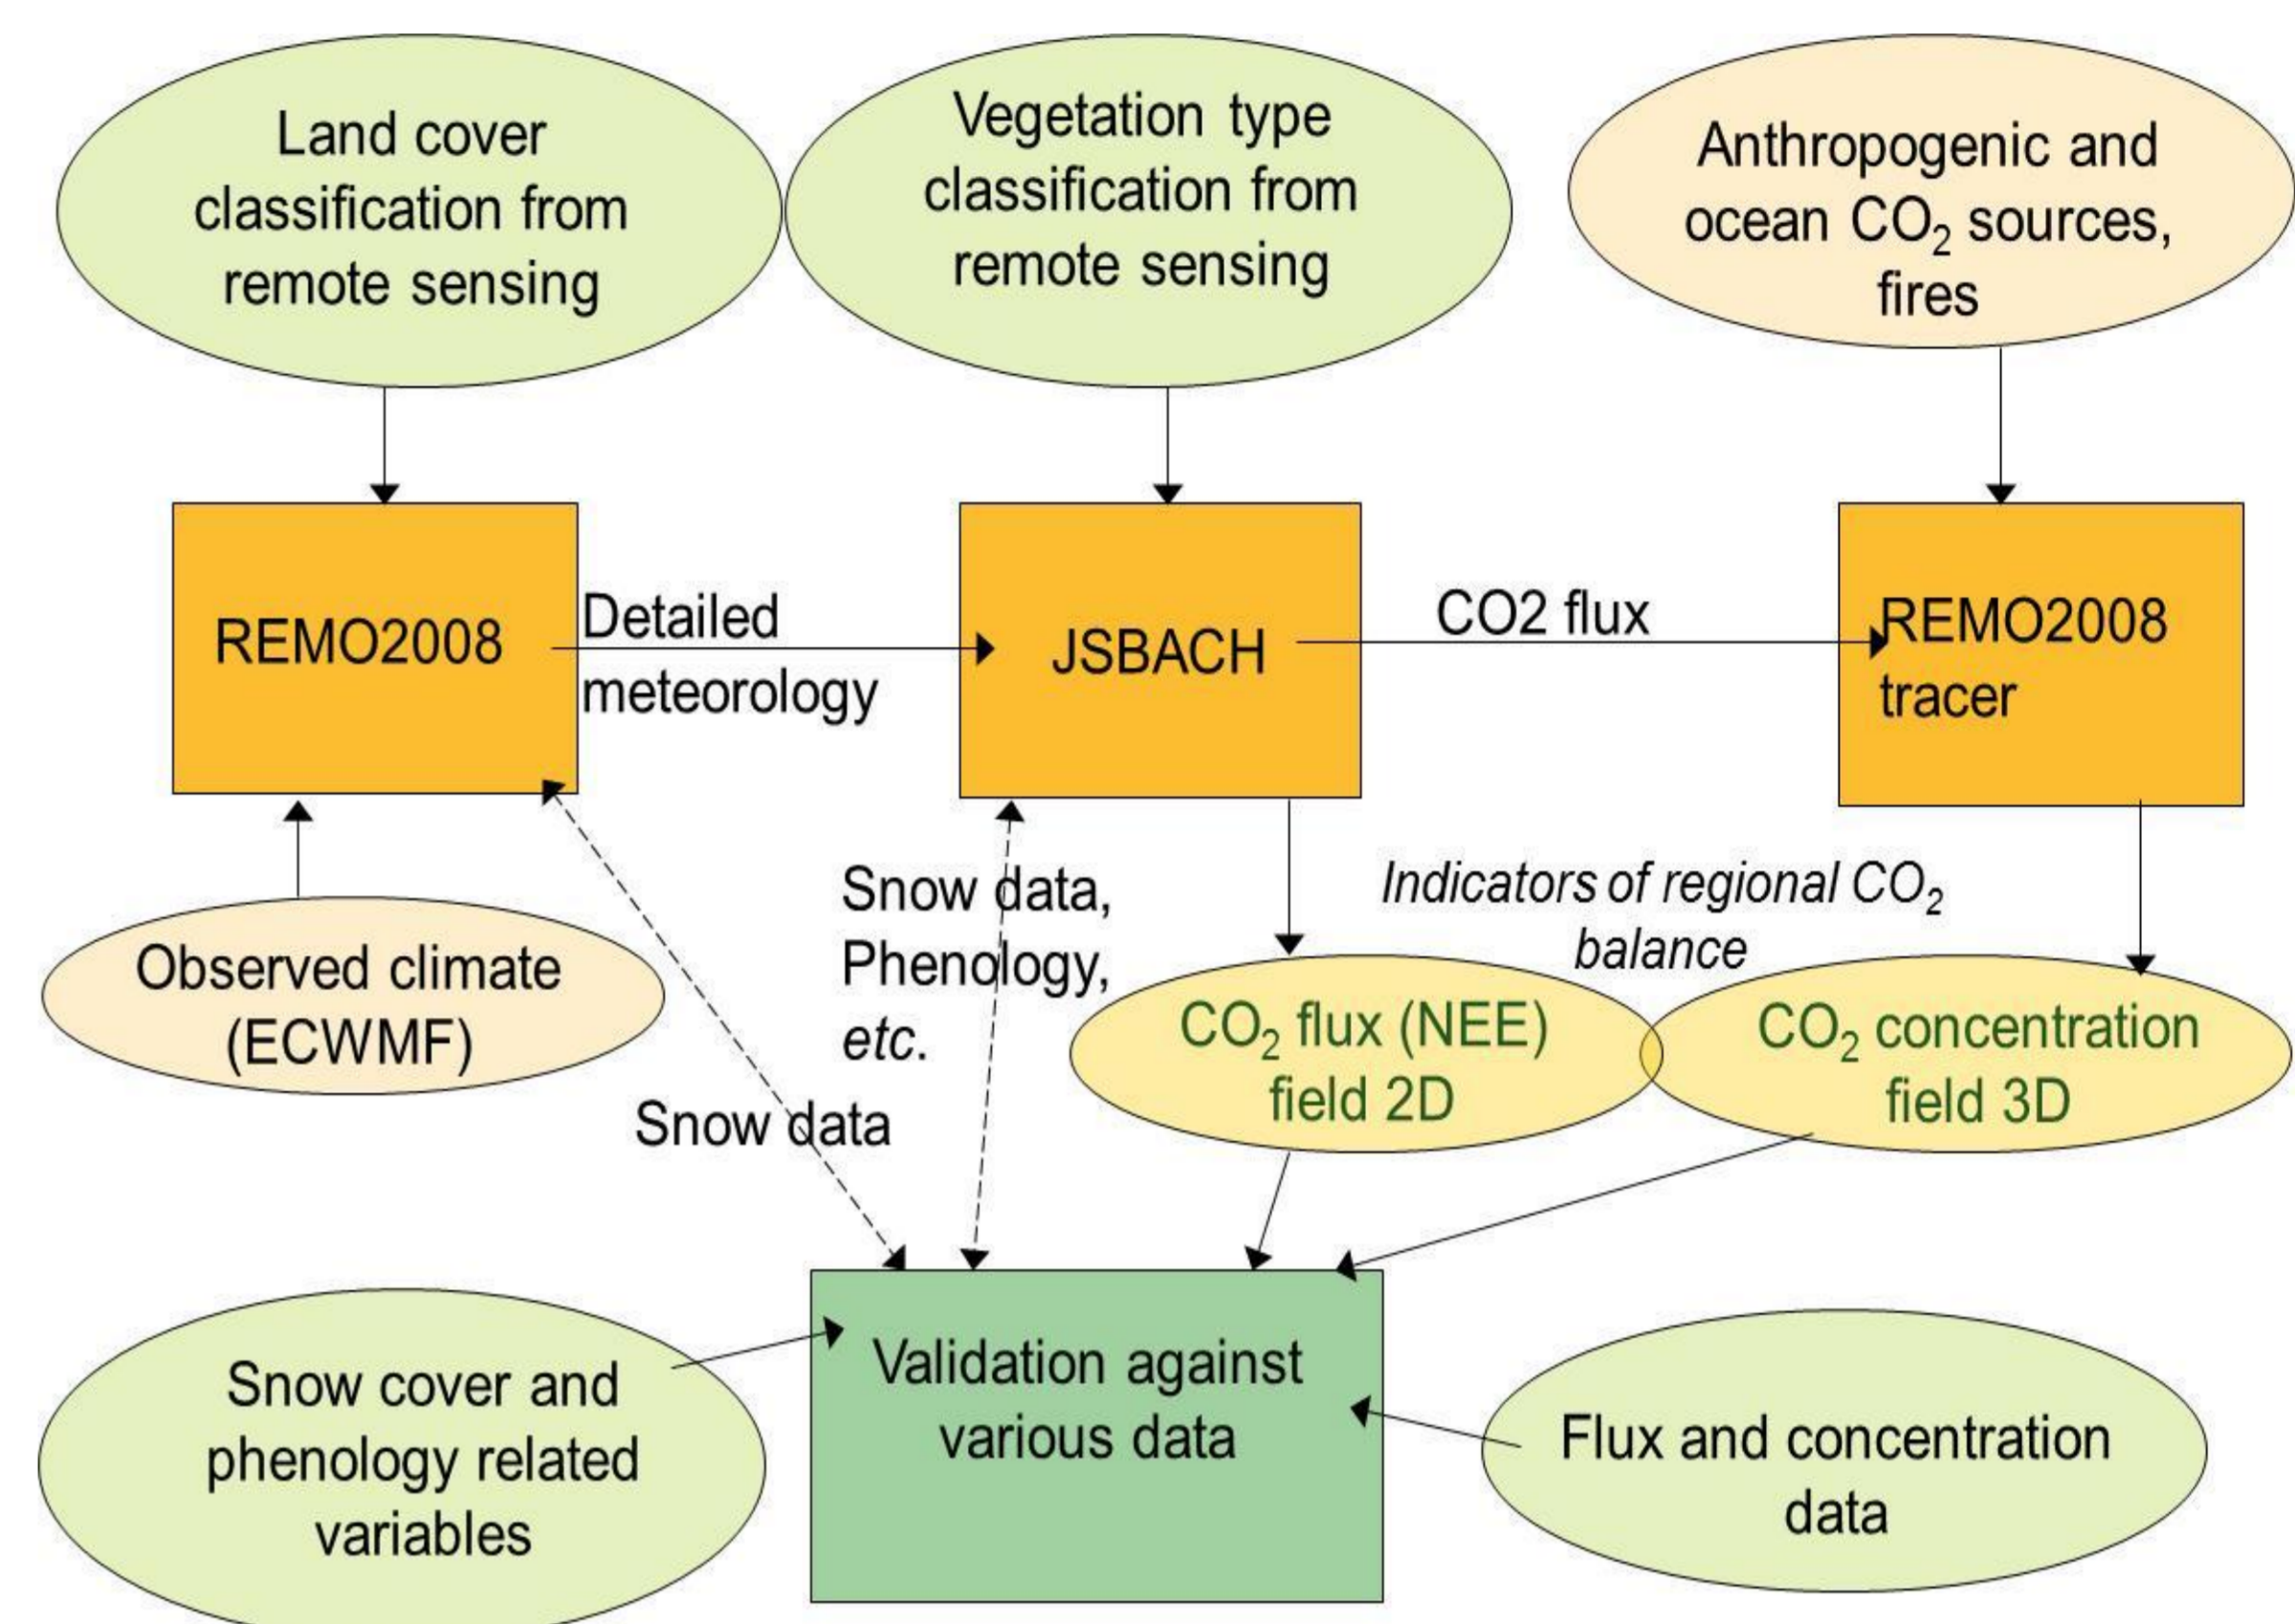 Land cover
classification from
remote sensing
Vegetation type
classification from
remote sensing
Anthropogenic and
ocean CO₂ sources,
fires
REMO2008
Detailed
meteorology
JSBACH
CO2 flux
REMO2008
tracer
Observed climate
(ECWMF)
Snow data,
Phenology,
etc.
Snow data
Indicators of regional CO₂
balance
CO₂ flux (NEE)
field 2D
CO₂ concentration
field 3D
Snow cover and
phenology related
variables
Validation against
various data
Flux and concentration
data